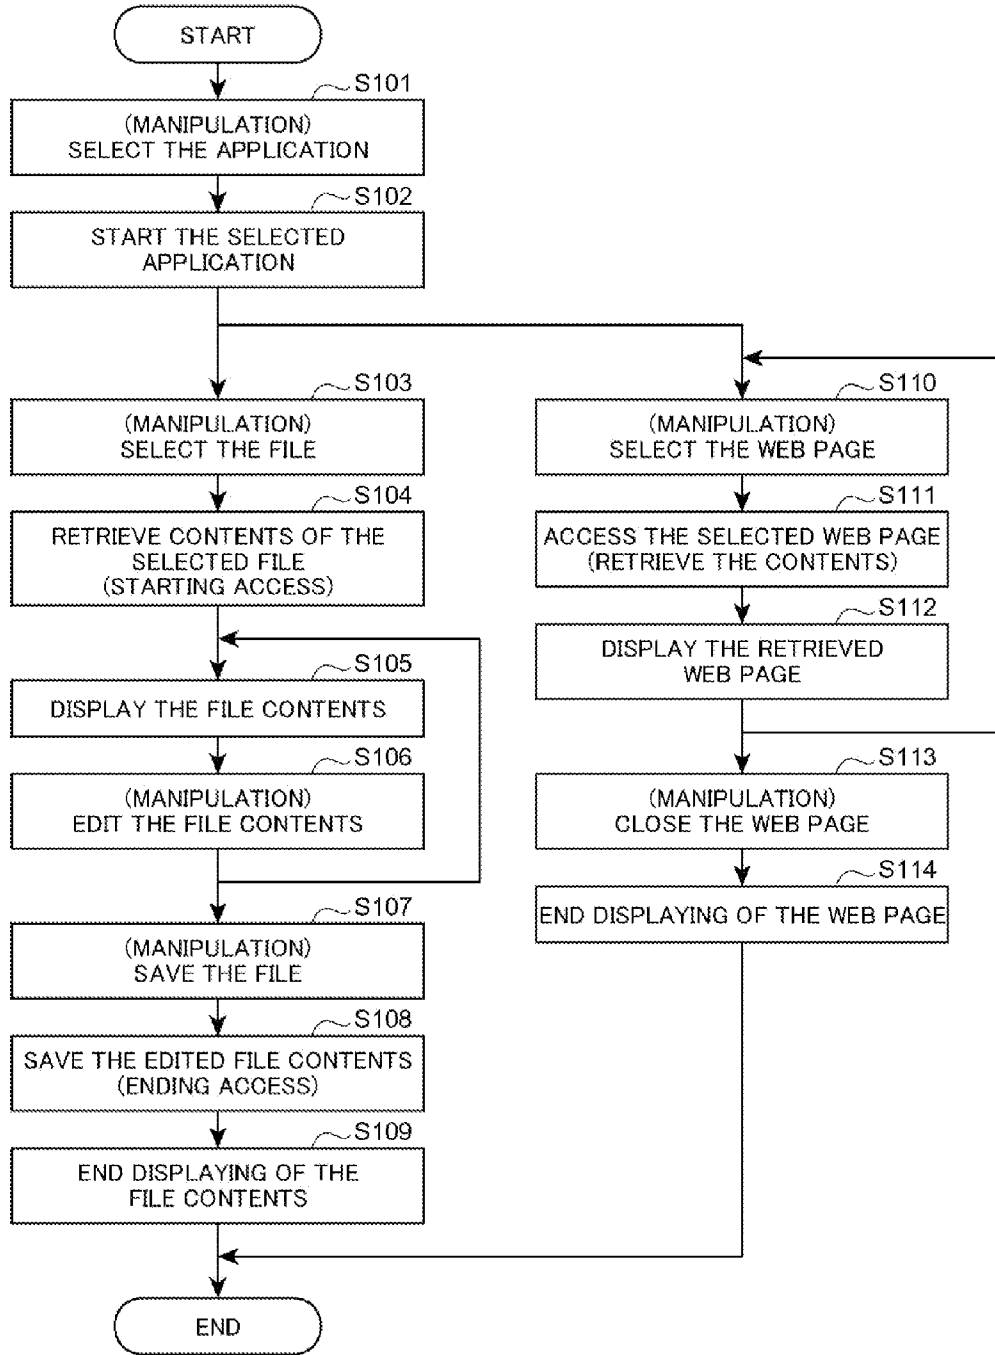 START
S101
(MANIPULATION)
SELECT THE APPLICATION
S102
START THE SELECTED
APPLICATION
S103
(MANIPULATION)
SELECT THE FILE
S104
RETRIEVE CONTENTS OF THE
SELECTED FILE
(STARTING ACCESS)
S105
DISPLAY THE FILE CONTENTS
S106
(MANIPULATION)
EDIT THE FILE CONTENTS
S107
(MANIPULATION)
SAVE THE FILE
S108
SAVE THE EDITED FILE CONTENTS
(ENDING ACCESS)
S109
END DISPLAYING OF THE
FILE CONTENTS
S110
(MANIPULATION)
SELECT THE WEB PAGE
S111
ACCESS THE SELECTED WEB PAGE
(RETRIEVE THE CONTENTS)
S112
DISPLAY THE RETRIEVED
WEB PAGE
S113
(MANIPULATION)
CLOSE THE WEB PAGE
S114
END DISPLAYING OF THE WEB PAGE
END